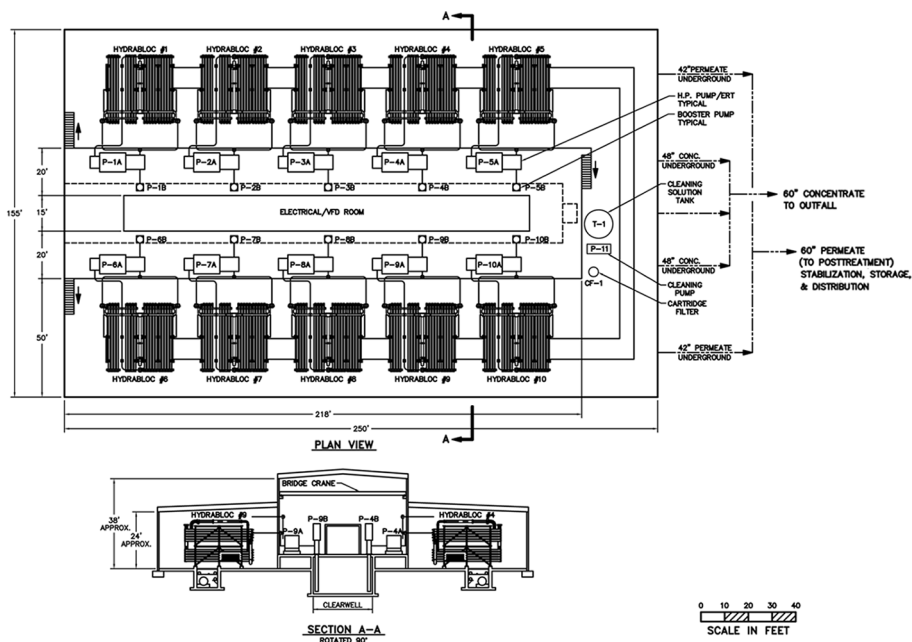 A
HYDRABLOC #1
HYDRABLOC #2
HYDRABLOC #3
HYDRABLOC #4
HYDRABLOC #5
42"PERMEATE
UNDERGROUND
H.P. PUMP/ERT
TYPICAL
BOOSTER PUMP
TYPICAL
P-1A
P-2A
P-3A
P-4A
P-5A
20'
48" CONC.
UNDERGROUND
P-1B
P-2B
P-3B
P-4B
P-5B
CLEANING
SOLUTION
TANK
60" CONCENTRATE
TO OUTFALL
155'
15'
ELECTRICAL/VFD ROOM
T-1
P-6B
P-7B
P-8B
P-9B
P-10B
P-11
20'
P-6A
P-7A
P-8A
P-9A
P-10A
48" CONC.
UNDERGROUND
60" PERMEATE
(TO POSTTREATMENT)
STABILIZATION, STORAGE,
& DISTRIBUTION
CF-1
CLEANING
PUMP
CARTRIDGE
FILTER
50'
42" PERMEATE
UNDERGROUND
HYDRABLOC #6
HYDRABLOC #7
HYDRABLOC #8
HYDRABLOC #9
HYDRABLOC #10
218'
250'
A
PLAN VIEW
BRIDGE CRANE
38'
APPROX.
24'
APPROX.
HYDRABLOC #9
P-9B
P-4B
HYDRABLOC #4
P-9A
P-4A
CLEARWELL
SECTION A-A
ROTATED 90°
0 10 20 30 40
SCALE IN FEET